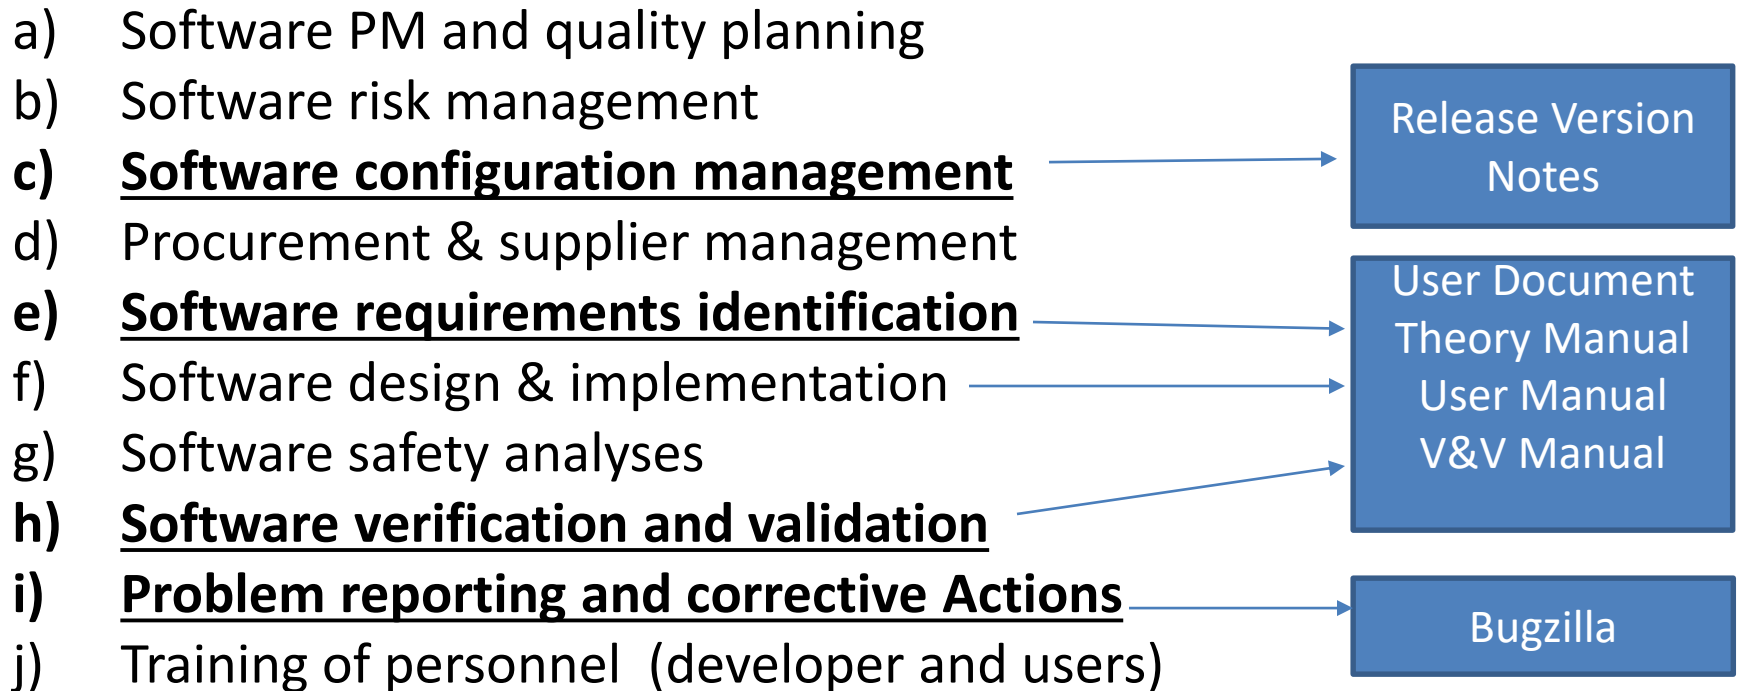 a) Software PM and quality planning
b) Software risk management
c) Software configuration management
d) Procurement & supplier management
e) Software requirements identification
f) Software design & implementation
g) Software safety analyses
h) Software verification and validation
i) Problem reporting and corrective Actions
j) Training of personnel (developer and users)
Release Version
Notes
User Document
Theory Manual
User Manual
V&V Manual
Bugzilla